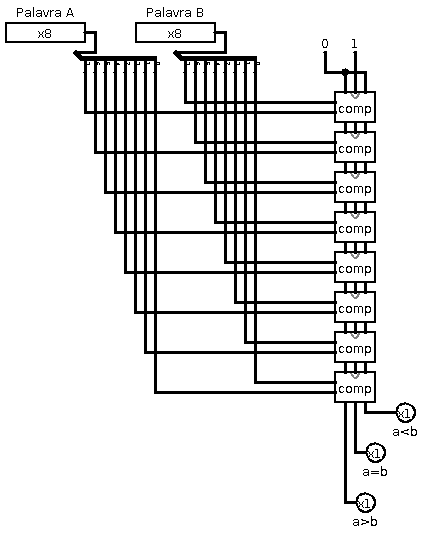 Palavra A
Palavra B
x8
x8
0 1
comp
comp
comp
comp
comp
comp
comp
comp
x1
a<b
x1
a=b
x1
a>b